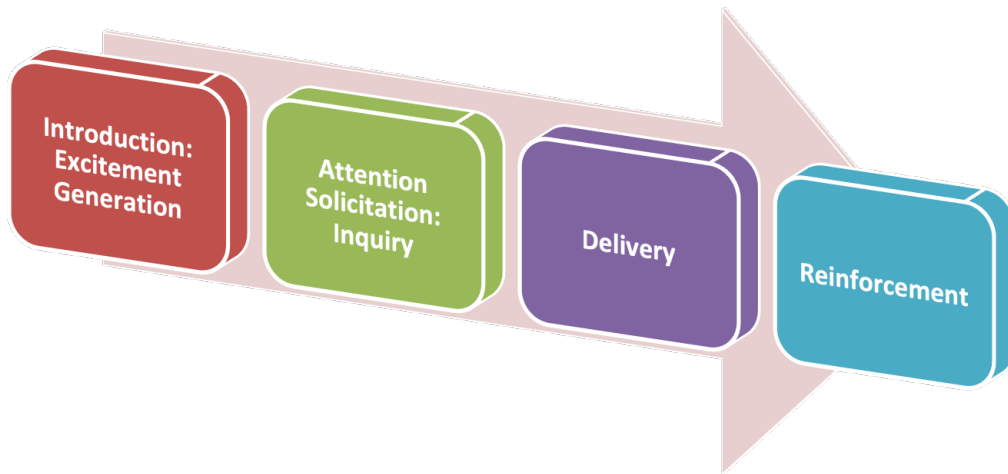 Introduction:
Excitement
Generation
Attention
Solicitation:
Inquiry
Delivery
Reinforcement